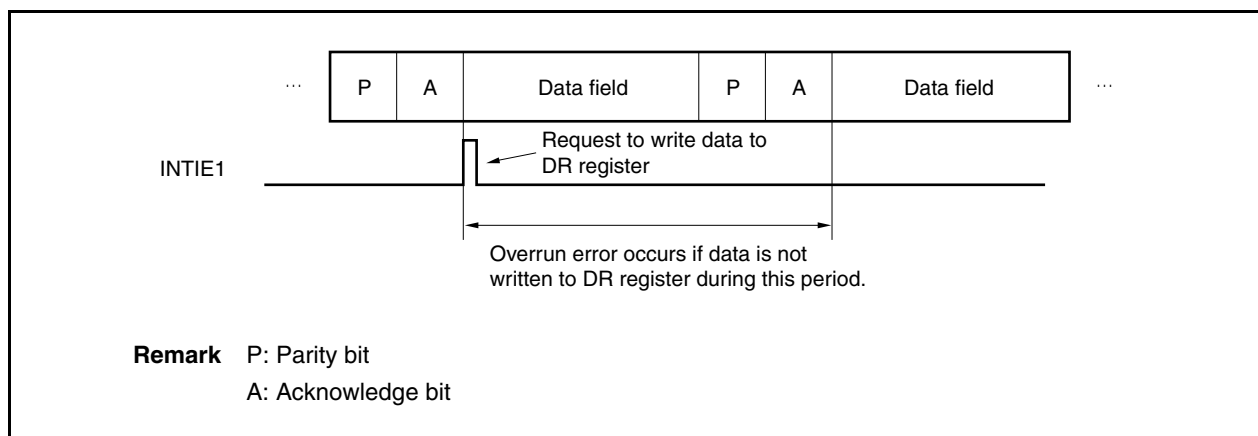 ... P A Data field P A Data field ...
INTIE1
Request to write data to
DR register
Overrun error occurs if data is not
written to DR register during this period.
Remark P: Parity bit
A: Acknowledge bit